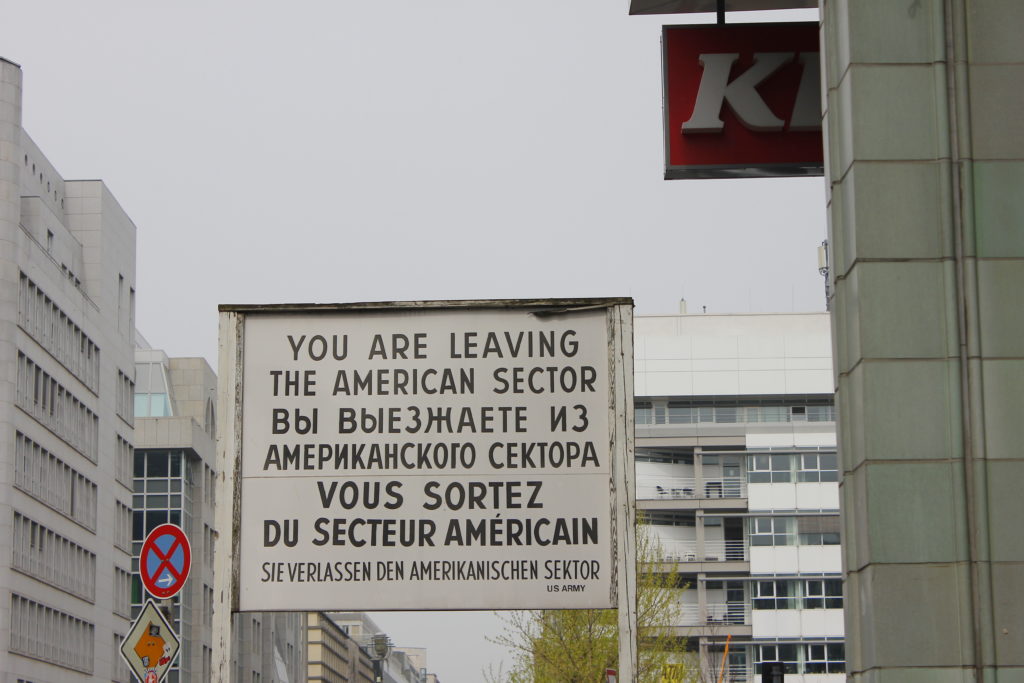 K
YOU ARE LEAVING
THE AMERICAN SECTOR
ВЫ ВЫЕЗЖАЕТЕ ИЗ
АМЕРИКАНСКОГО СЕКТОРА
VOUS SORTEZ
DU SECTEUR AMÉRICAIN
SIE VERLASSEN DEN AMERIKANISCHEN SEKTOR
US ARMY